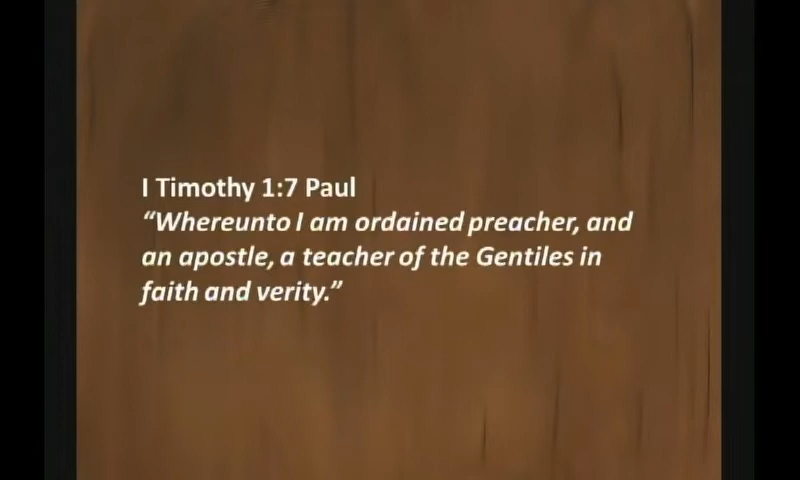 I Timothy 1:7 Paul
“Whereunto I am ordained preacher, and
an apostle, a teacher of the Gentiles in
faith and verity.”